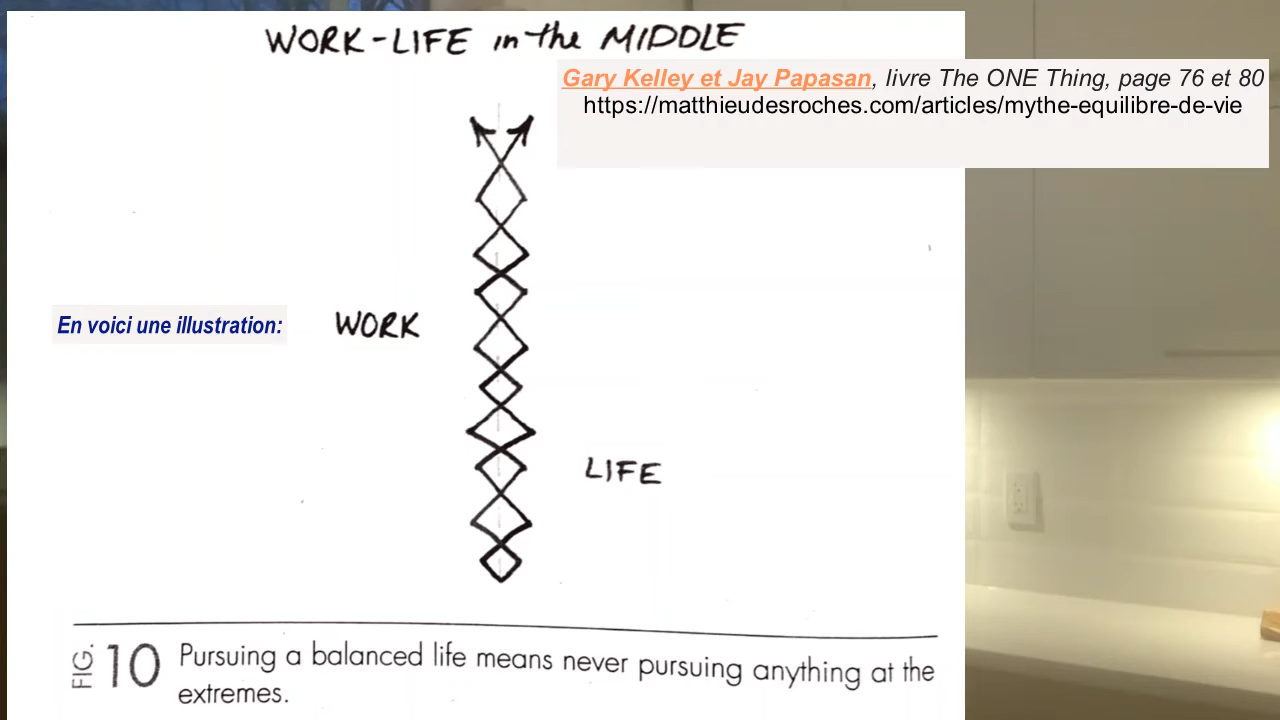 WORK-LIFE in the MIDDLE
Gary Kelley et Jay Papasan, livre The ONE Thing, page 76 et 80
https://matthieudesroches.com/articles/mythe-equilibre-de-vie
En voici une illustration:
WORK
LIFE
FIG. 10 Pursuing a balanced life means never pursuing anything at the
extremes.